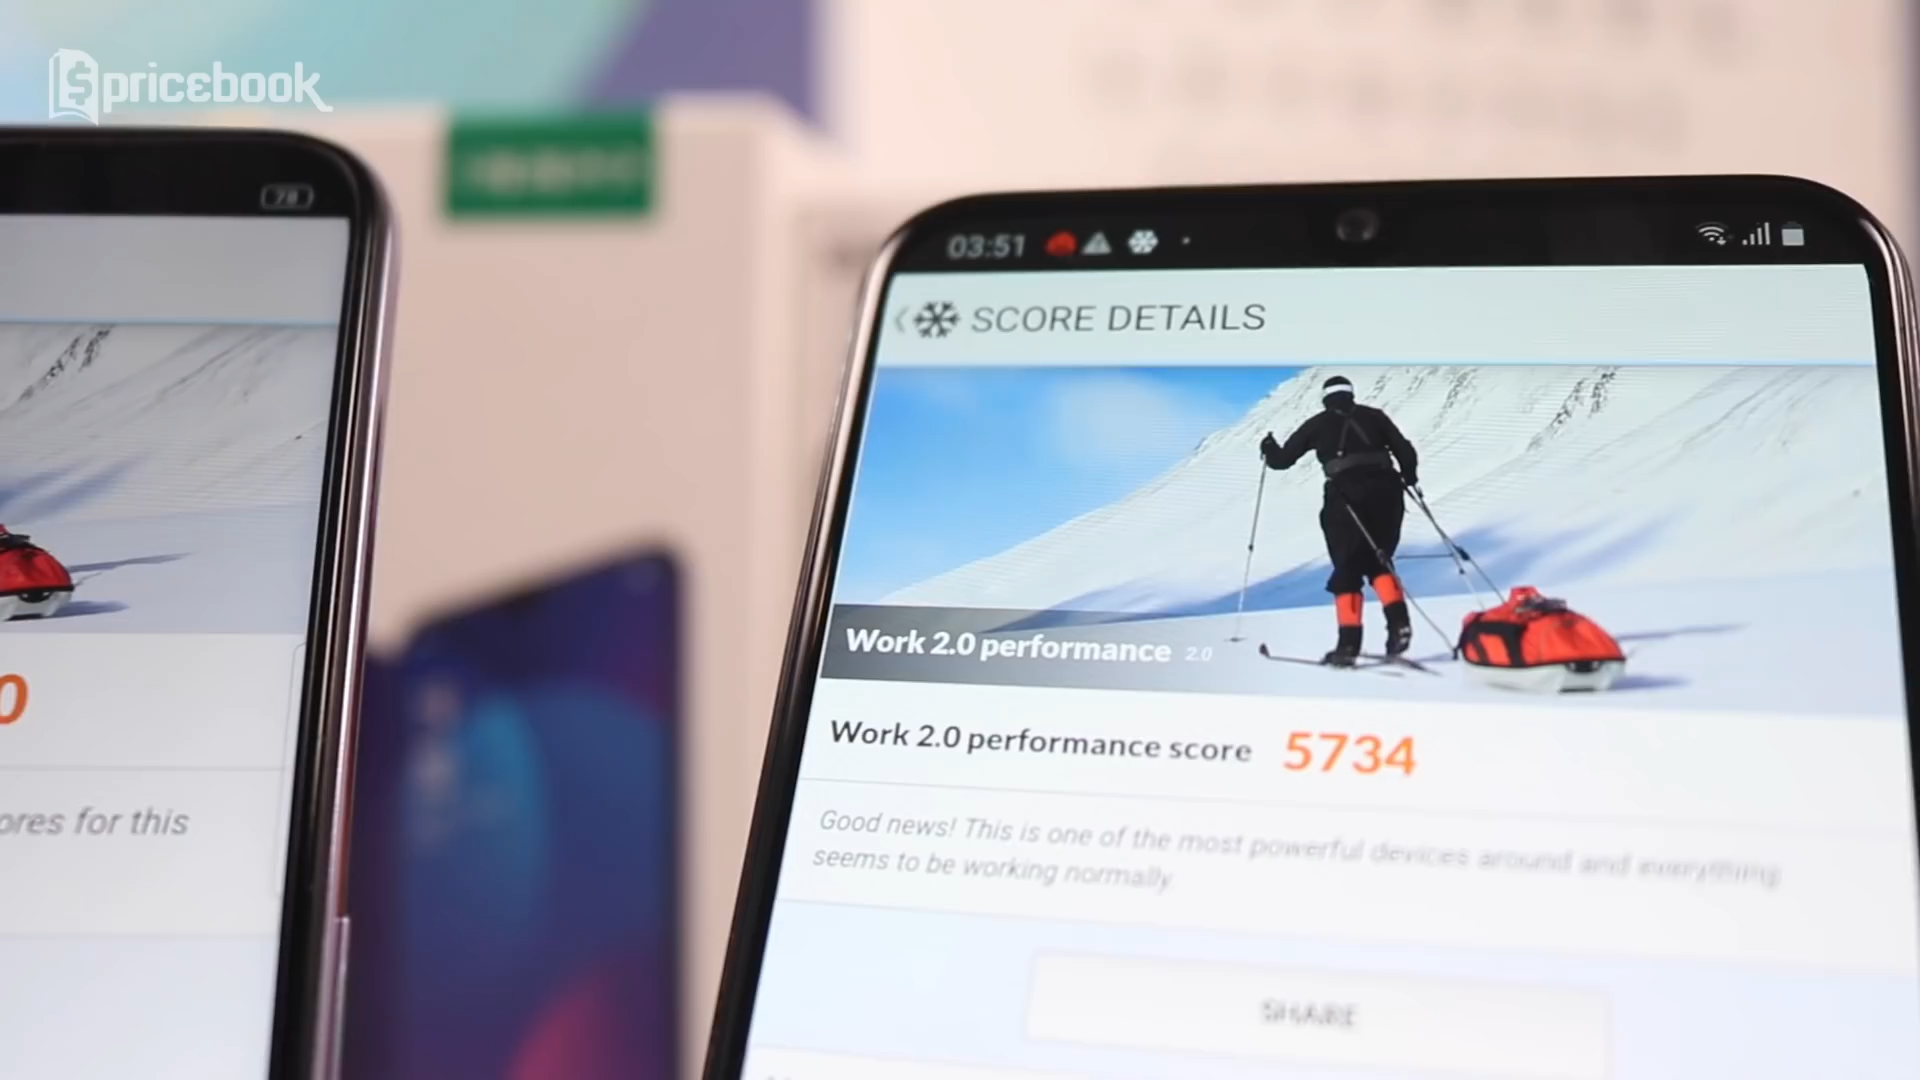 pricebook
78
03:51
SCORE DETAILS
Work 2.0 performance 2.0
0
Work 2.0 performance score 5734
ores for this
Good news! This is one of the most powerful devices around and everything
seems to be working normally
SHARE